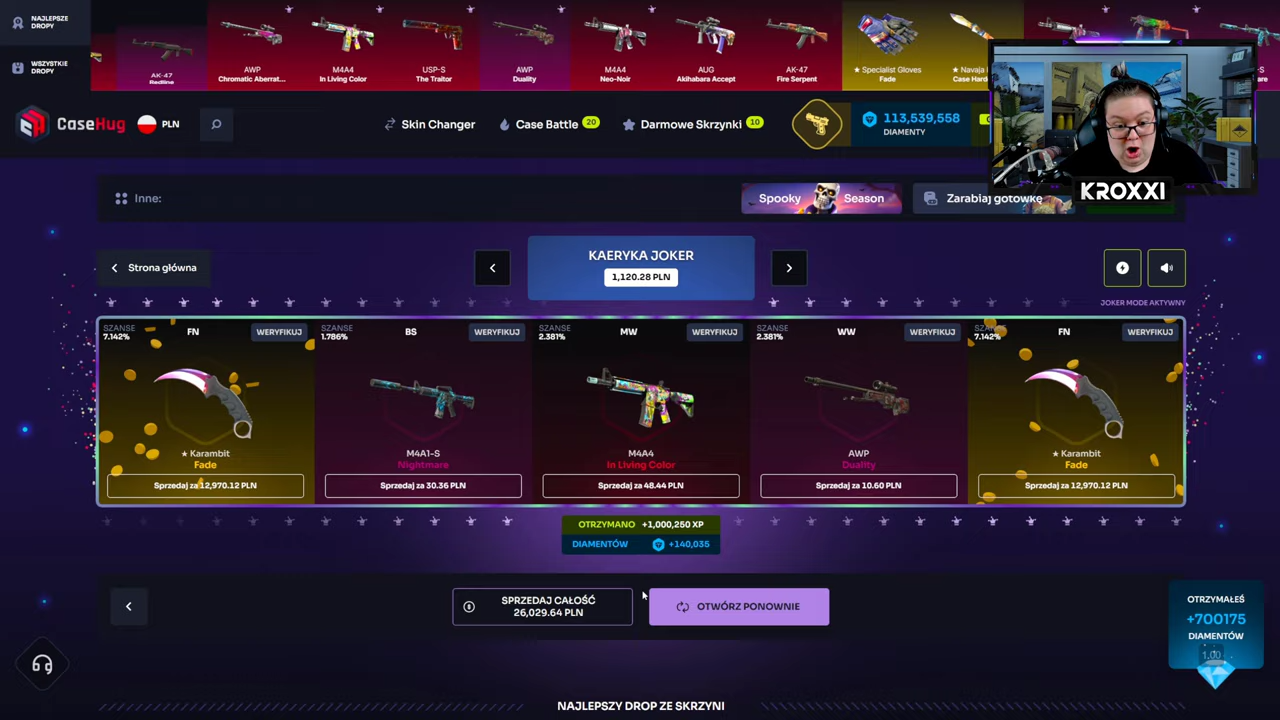 NAJLEPSZE
DROPY
WSZYSTKIE
DROPY
AK-47
Redline
AWP
Chromatic Aberrat...
M4A4
In Living Color
USP-S
The Traitor
AWP
Duality
M4A4
Neo-Noir
AUG
Akihabara Accept
AK-47
Fire Serpent
★ Specialist Gloves
Fade
★ Navaja
Case Hard
CaseHug
PLN
Skin Changer
Case Battle 20
Darmowe Skrzynki 10
113,539,558
DIAMENTY
KROXXI
Inne:
Spooky Season
Zarabiaj gotówkę
Strona główna
KAERYKA JOKER
1,120.28 PLN
JOKER MODE AKTYWNY
SZANSE
7.142%
FN
WERYFIKUJ
★ Karambit
Fade
Sprzedaj za 12,970.12 PLN
SZANSE
1.786%
BS
WERYFIKUJ
M4A1-S
Nightmare
Sprzedaj za 30.36 PLN
SZANSE
2.381%
MW
WERYFIKUJ
M4A4
In Living Color
Sprzedaj za 48.44 PLN
SZANSE
2.381%
WW
WERYFIKUJ
AWP
Duality
Sprzedaj za 10.60 PLN
SZANSE
7.142%
FN
WERYFIKUJ
★ Karambit
Fade
Sprzedaj za 12,970.12 PLN
OTRZYMANO +1,000,250 XP
DIAMENTÓW +140,035
SPRZEDAJ CAŁOŚĆ
26,029.64 PLN
OTWÓRZ PONOWNIE
OTRZYMAŁEŚ
+700175
DIAMENTÓW
1.00
NAJLEPSZY DROP ZE SKRZYNI